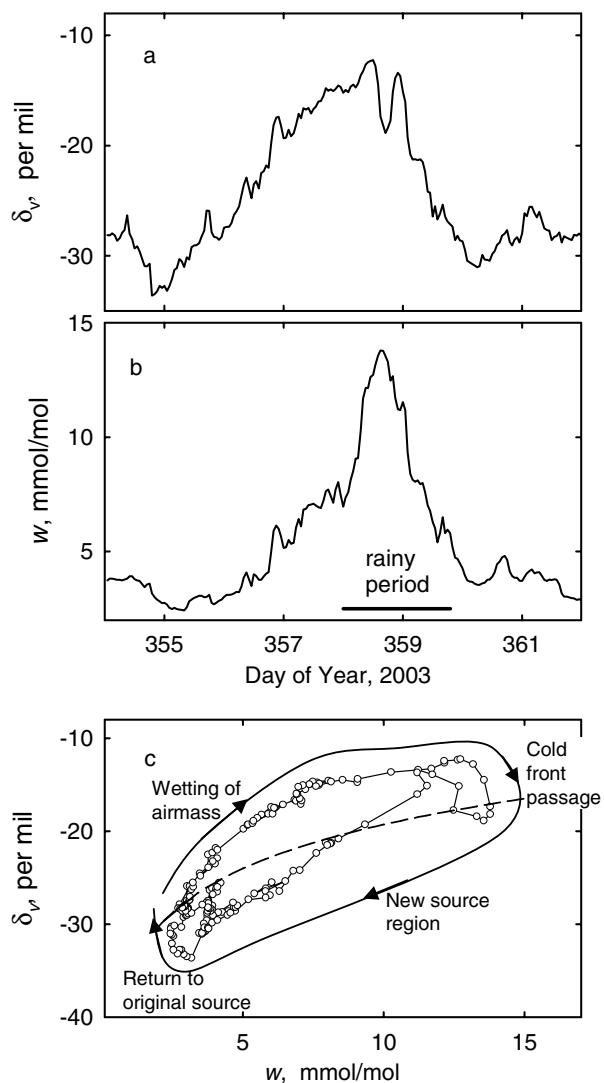 -10
a
-20
-30
δv, per mil
15
b
10
5
w, mmol/mol
rainy
period
355
357
359
361
Day of Year, 2003
-10
c
Wetting of
airmass
Cold
front
passage
-20
-30
-40
δv, per mil
New source
region
Return to
original source
5
10
15
w, mmol/mol